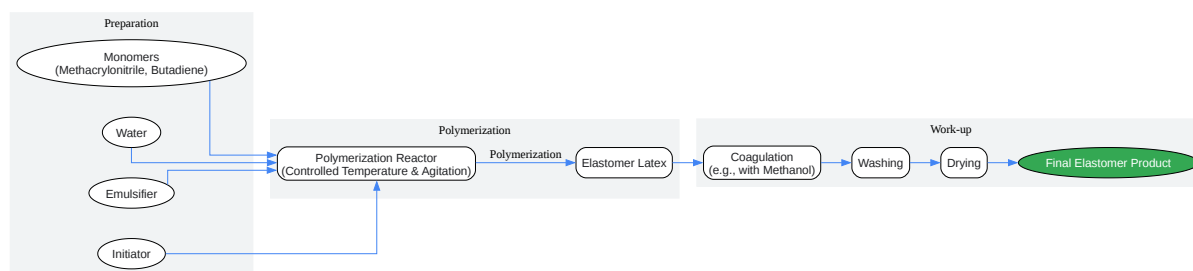 Preparation
Monomers
(Methacrylonitrile, Butadiene)
Water
Emulsifier
Initiator
Polymerization
Polymerization Reactor
(Controlled Temperature & Agitation)
Polymerization
Elastomer Latex
Work-up
Coagulation
(e.g., with Methanol)
Washing
Drying
Final Elastomer Product